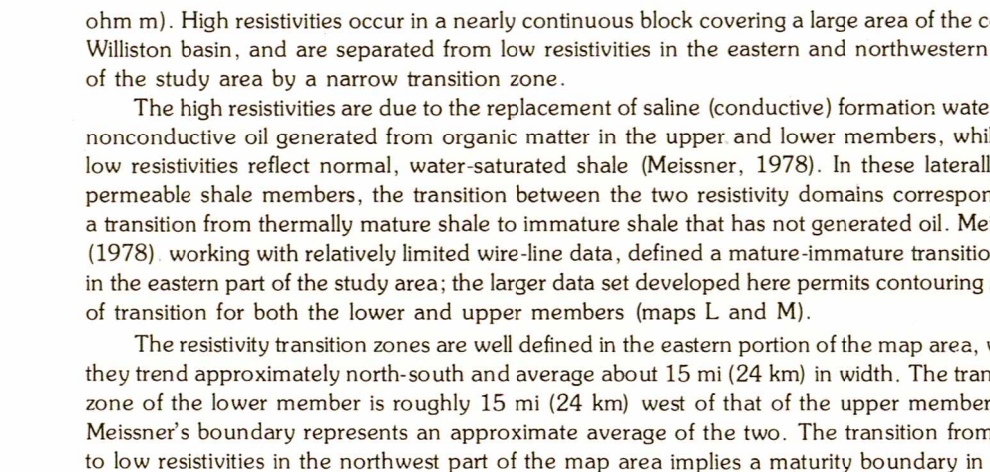 ohm m). High resistivities occur in a nearly continuous block covering a large area of the
Williston basin, and are separated from low resistivities in the eastern and northwestern
of the study area by a narrow transition zone.
The high resistivities are due to the replacement of saline (conductive) formation
nonconductive oil generated from organic matter in the upper and lower members,
low resistivities reflect normal, water-saturated shale (Meissner, 1978). In these
permeable shale members, the transition between the two resistivity domains
a transition from thermally mature shale to immature shale that has not generated oil.
(1978) working with relatively limited wire-line data, defined a mature-immature
in the eastern part of the study area; the larger data set developed here permits contouring
of transition for both the lower and upper members (maps L and M).
The resistivity transition zones are well defined in the eastern portion of the map area,
they trend approximately north-south and average about 15 mi (24 km) in width. The
zone of the lower member is roughly 15 mi (24 km) west of that of the upper member
Meissner's boundary represents an approximate average of the two. The transition from
to low resistivities in the northwest part of the map area implies a maturity boundary in